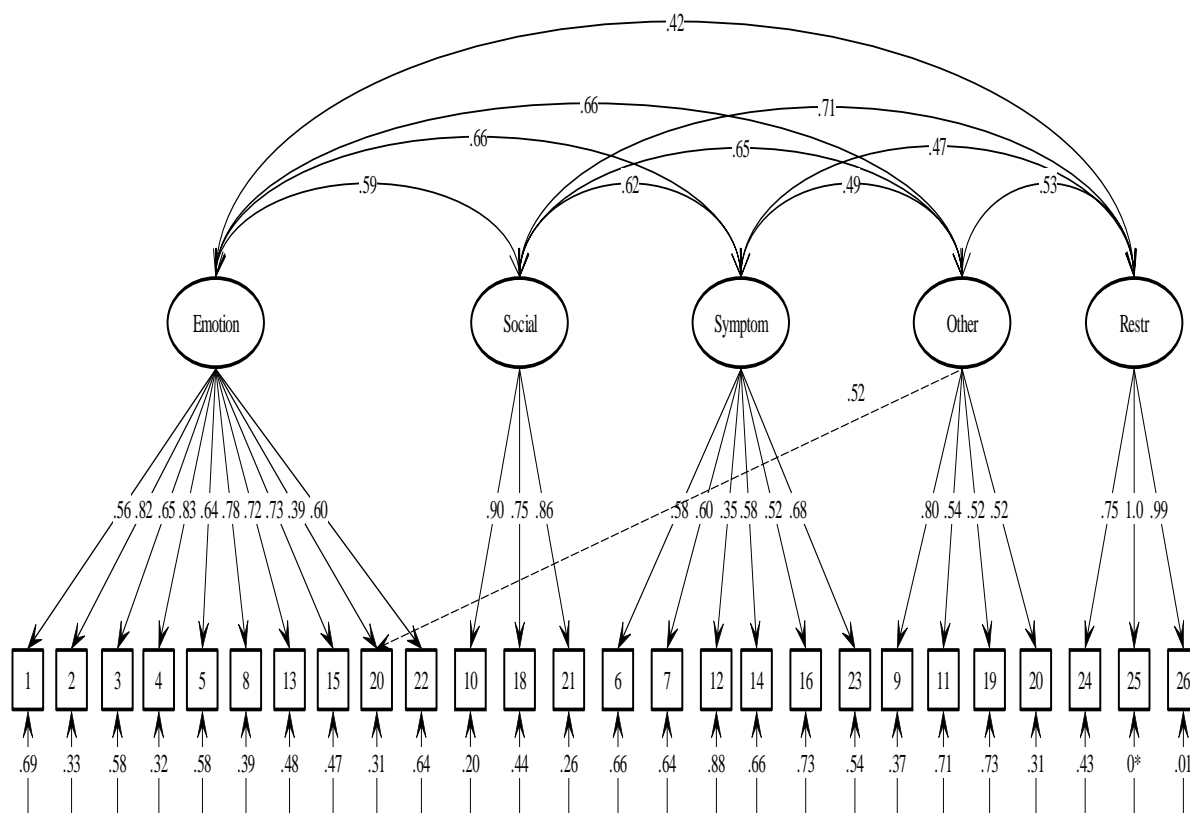 .42
.66 .71
.66 .65 .47
.59 .62 .49 .53
Emotion Social Symptom Other Restr
.52
.56 .82 .65 .83 .64 .78 .72 .73 .39 .60 .90 .75 .86 .58 .60 .35 .58 .52 .68 .80 .54 .52 .52 .75 1.0 .99
1 2 3 4 5 8 13 15 20 22 10 18 21 6 7 12 14 16 23 9 11 19 20 24 25 26
.69 .33 .58 .32 .58 .39 .48 .47 .31 .64 .20 .44 .26 .66 .64 .88 .66 .73 .54 .37 .71 .73 .31 .43 0* .01